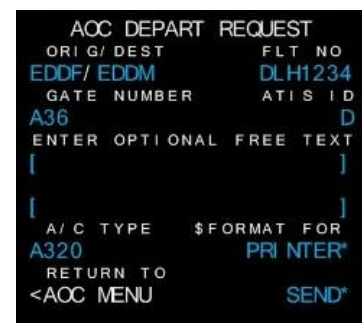 AOC DEPART REQUEST
ORIG/DEST FLT NO
EDDF/EDDM DLH1234
GATE NUMBER ATIS ID
A36 D
ENTER OPTIONAL FREE TEXT
[ ]
[ ]
A/C TYPE $FORMAT FOR
A320 PRINTER*
RETURN TO
<AOC MENU SEND*